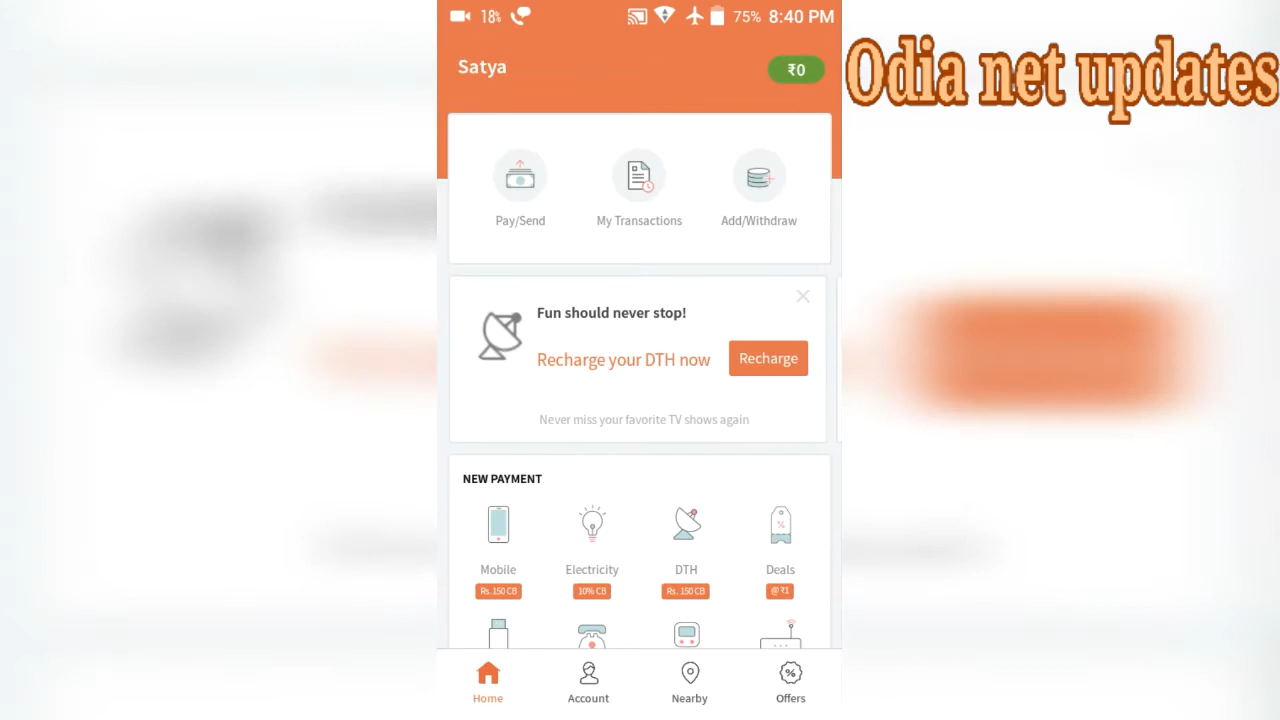 18%
75% 8:40 PM
Odia net updates
Satya
₹0
Pay/Send
My Transactions
Add/Withdraw
Fun should never stop!
Recharge your DTH now
Recharge
Never miss your favorite TV shows again
NEW PAYMENT
Mobile
Electricity
DTH
Deals
Rs.150 CB
10% CB
Rs. 150 CB
@ ₹1
Home
Account
Nearby
Offers